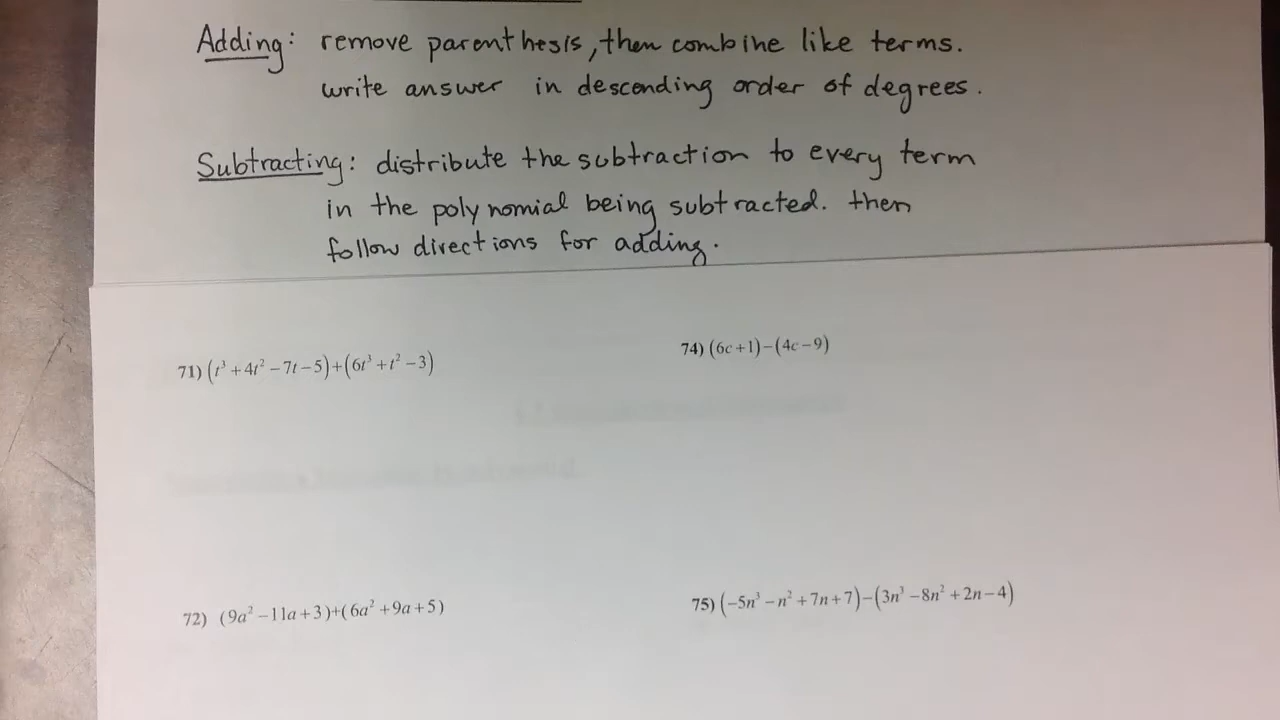 Adding: remove parenthesis, then combine like terms.
write answer in descending order of degrees.
Subtracting: distribute the subtraction to every term
in the polynomial being subtracted. then
follow directions for adding.
71) (t³ + 4t² − 7t − 5) + (6t³ + t² − 3)
74) (6c + 1) − (4c − 9)
72) (9a² − 11a + 3) + (6a² + 9a + 5)
75) (−5n³ − n² + 7n + 7) − (3n³ − 8n² + 2n − 4)